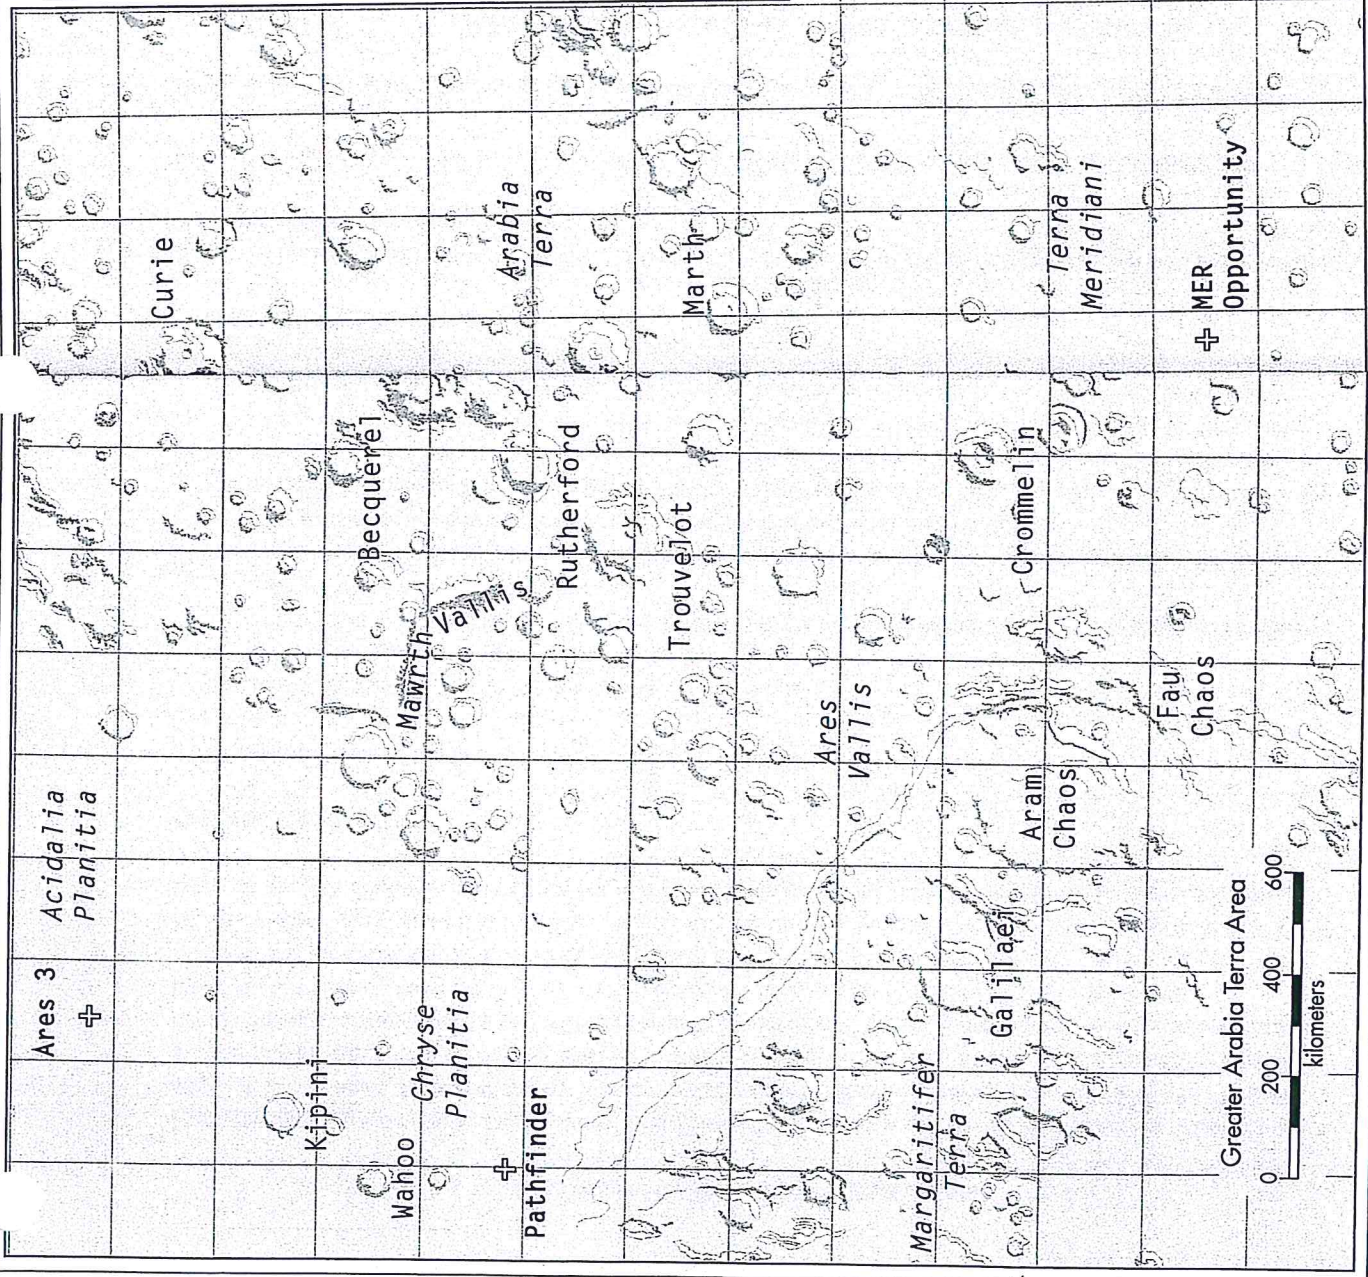 Ares 3
Acidalia
Planitia
Curie
Kipini
Becquerel
Wahoo
Mawrth Vallis
Chryse
Planitia
Arabia
Terra
Pathfinder
Rutherford
Trouvelot
Marth
Ares
Vallis
Margaritifer
Terra
Galilaei
Crommelin
Aram
Chaos
Terra
Meridiani
Fau
Chaos
MER
Opportunity
Greater Arabia Terra Area
0 200 400 600
kilometers